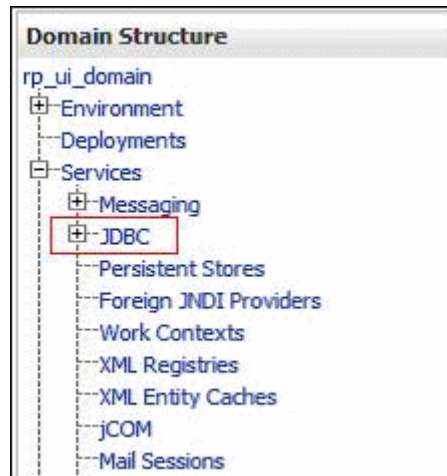 Domain Structure
rp_ui_domain
Environment
Deployments
Services
Messaging
JDBC
Persistent Stores
Foreign JNDI Providers
Work Contexts
XML Registries
XML Entity Caches
jCOM
Mail Sessions